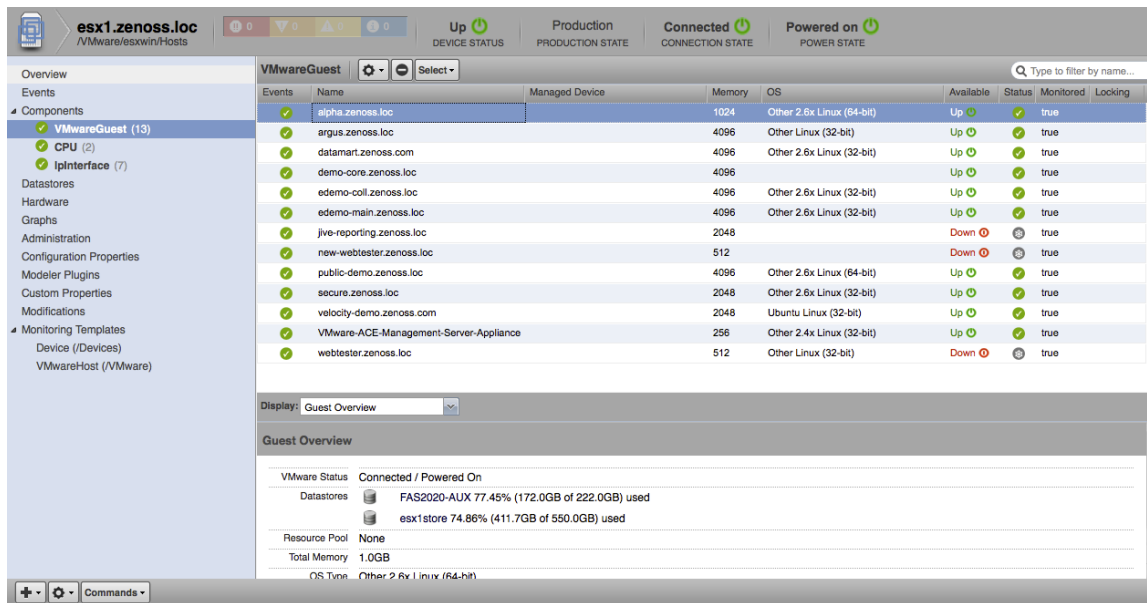 esx1.zenoss.loc
/VMware/esxwin/Hosts
0 0 0 0
Up
DEVICE STATUS
Production
PRODUCTION STATE
Connected
CONNECTION STATE
Powered on
POWER STATE
Overview
Events
Components
VMwareGuest (13)
CPU (2)
IpInterface (7)
Datastores
Hardware
Graphs
Administration
Configuration Properties
Modeler Plugins
Custom Properties
Modifications
Monitoring Templates
Device (/Devices)
VMwareHost (/VMware)
VMwareGuest Select Type to filter by name...
Events Name Managed Device Memory OS Available Status Monitored Locking
alpha.zenoss.loc 1024 Other 2.6x Linux (64-bit) Up true
argus.zenoss.loc 4096 Other Linux (32-bit) Up true
datamart.zenoss.com 4096 Other 2.6x Linux (32-bit) Up true
demo-core.zenoss.loc 4096 Up true
edemo-coll.zenoss.loc 4096 Other 2.6x Linux (32-bit) Up true
edemo-main.zenoss.loc 4096 Other 2.6x Linux (32-bit) Up true
jive-reporting.zenoss.loc 2048 Down true
new-webtester.zenoss.loc 512 Down true
public-demo.zenoss.loc 4096 Other 2.6x Linux (64-bit) Up true
secure.zenoss.loc 2048 Other 2.6x Linux (32-bit) Up true
velocity-demo.zenoss.com 2048 Ubuntu Linux (32-bit) Up true
VMware-ACE-Management-Server-Appliance 256 Other 2.4x Linux (32-bit) Up true
webtester.zenoss.loc 512 Other Linux (32-bit) Down true
Display: Guest Overview
Guest Overview
VMware Status Connected / Powered On
Datastores FAS2020-AUX 77.45% (172.0GB of 222.0GB) used
esx1store 74.86% (411.7GB of 550.0GB) used
Resource Pool None
Total Memory 1.0GB
OS Type Other 2.6x Linux (64-bit)
Commands